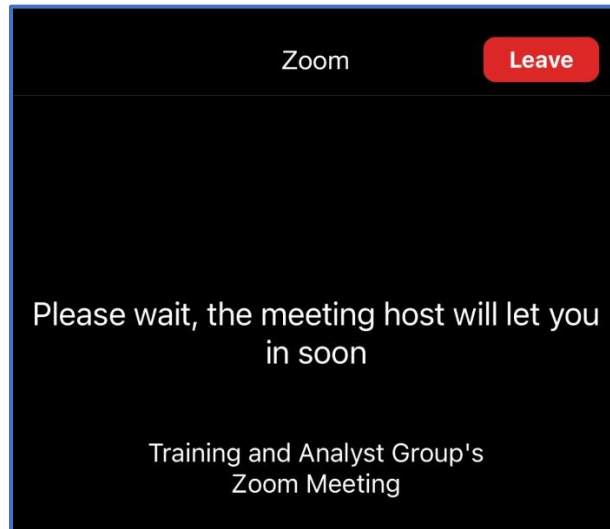 Zoom
Leave
Please wait, the meeting host will let you
in soon
Training and Analyst Group's
Zoom Meeting